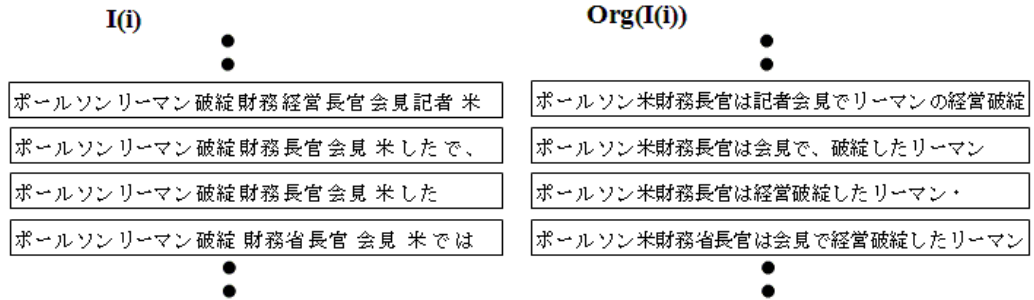 I(i)
Org(I(i))
ポールソンリーマン破綻財務経営長官会見記者 米
ポールソン米財務長官は記者会見でリーマンの経営破綻
ポールソンリーマン破綻財務長官会見 米したで、
ポールソン米財務長官は会見で、破綻したリーマン
ポールソンリーマン破綻財務長官会見 米した
ポールソン米財務長官は経営破綻したリーマン・
ポールソンリーマン破綻 財務省長官 会見 米では
ポールソン米財務省長官は会見で経営破綻したリーマン